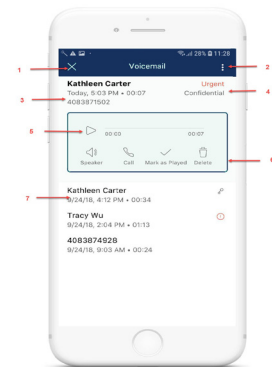 28% 11:28
1
Voicemail
2
Kathleen Carter
Urgent
Today, 5:03 PM • 00:07
Confidential
3
4
4083871502
5
00:00
00:07
Speaker
Call
Mark as Played
Delete
6
Kathleen Carter
7
9/24/18, 4:12 PM • 00:34
Tracy Wu
9/24/18, 2:04 PM • 01:13
4083874928
9/24/18, 9:03 AM • 00:24